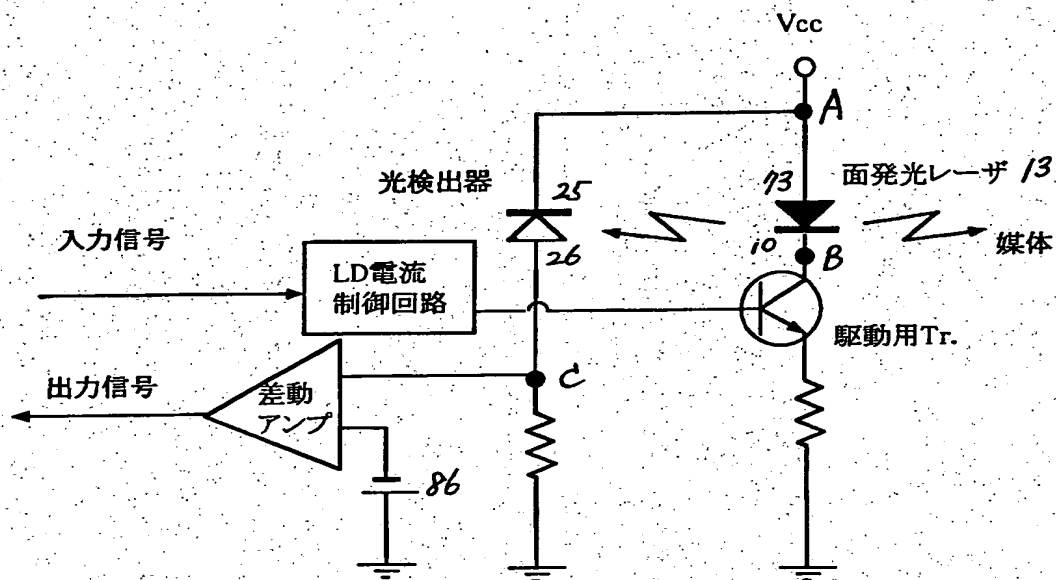 Vcc
A
光検出器
25
73
面発光レーザ 13
入力信号
26
10
B
媒体
LD電流
制御回路
駆動用Tr.
出力信号
差動
アンプ
C
86